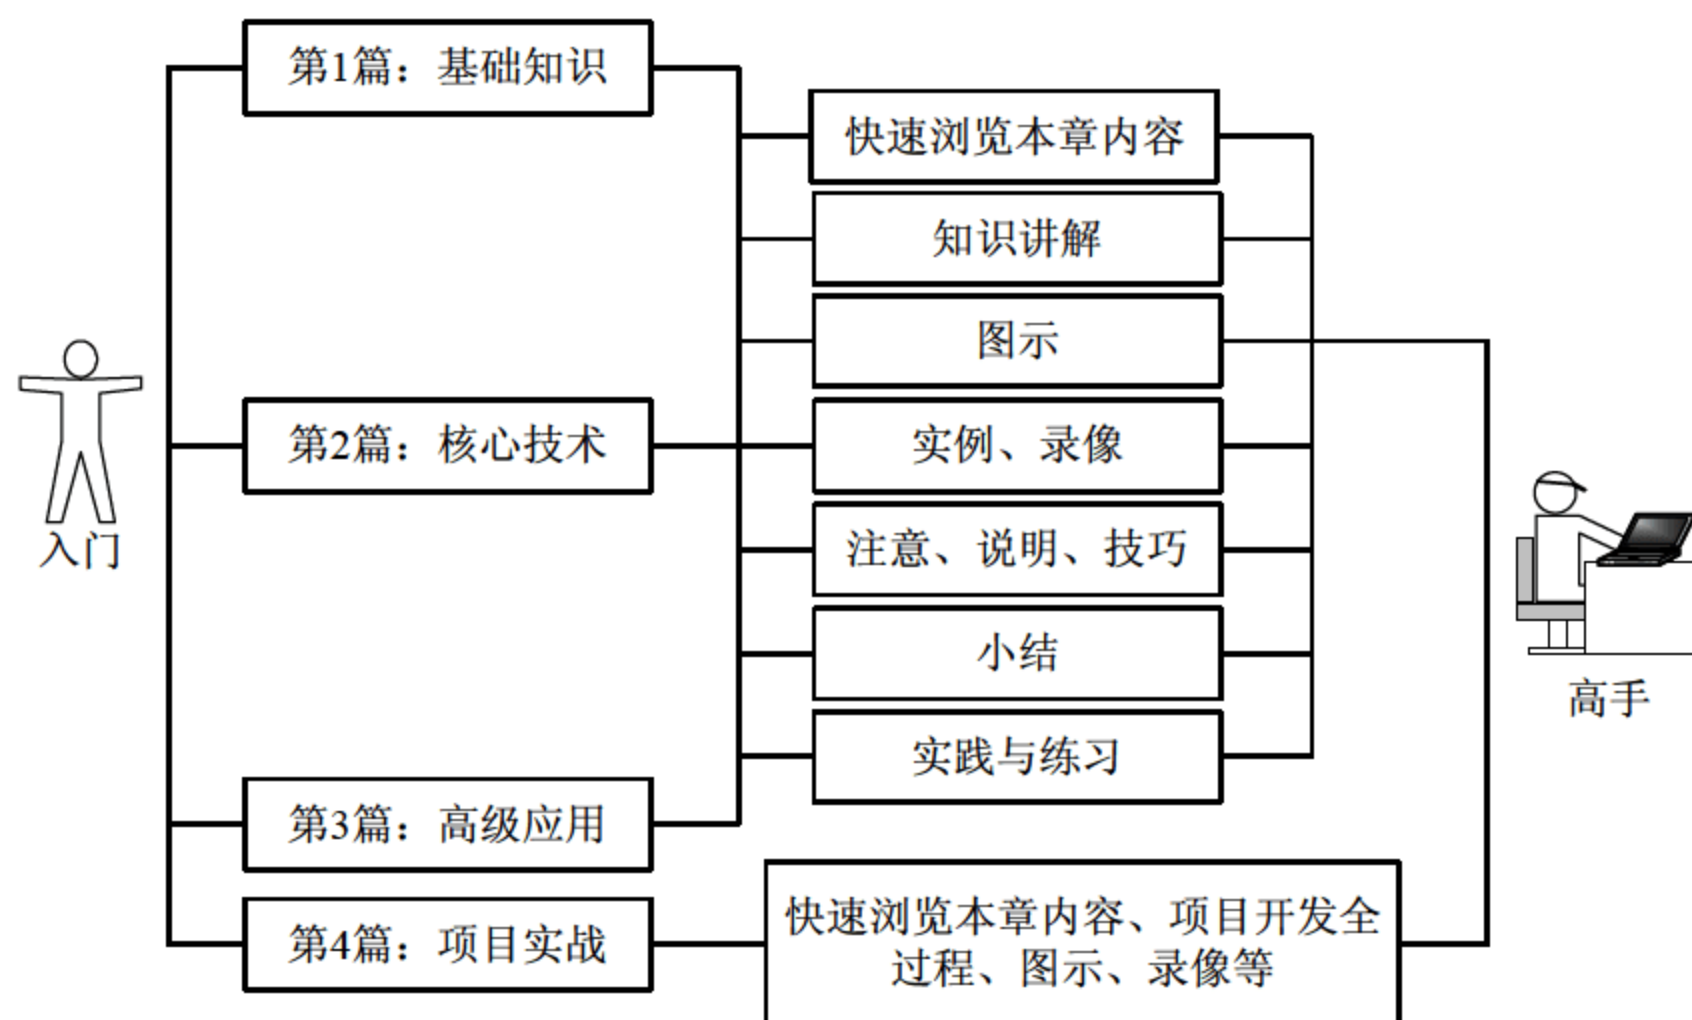 第1篇：基础知识
快速浏览本章内容
知识讲解
图示
入门
第2篇：核心技术
实例、录像
注意、说明、技巧
小结
高手
实践与练习
第3篇：高级应用
第4篇：项目实战
快速浏览本章内容、项目开发全
过程、图示、录像等